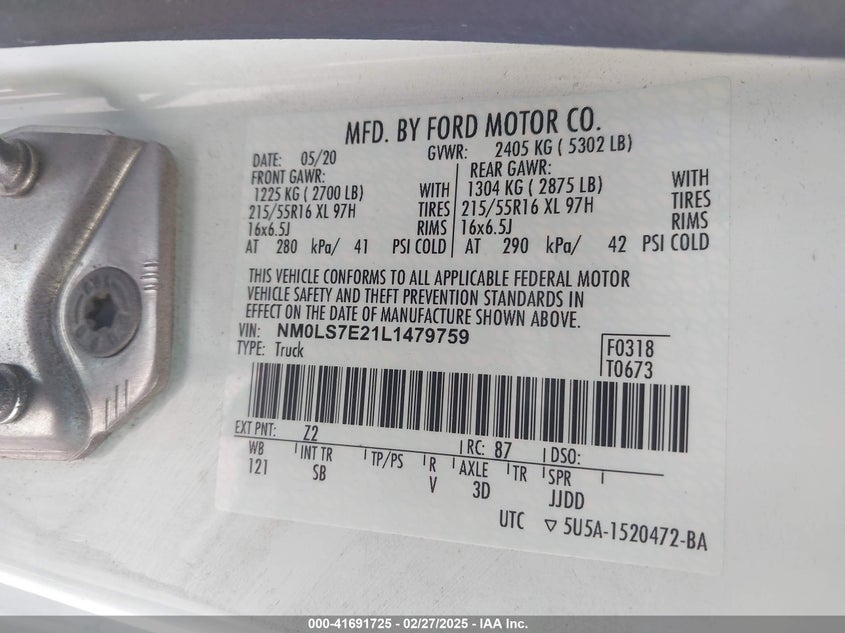 MFD. BY FORD MOTOR CO.
DATE: 05/20 GVWR: 2405 KG ( 5302 LB)
FRONT GAWR: REAR GAWR:
1225 KG ( 2700 LB) WITH 1304 KG ( 2875 LB) WITH
215/55R16 XL 97H TIRES 215/55R16 XL 97H TIRES
16x6.5J RIMS 16x6.5J RIMS
AT 280 kPa/ 41 PSI COLD AT 290 kPa/ 42 PSI COLD
THIS VEHICLE CONFORMS TO ALL APPLICABLE FEDERAL MOTOR
VEHICLE SAFETY AND THEFT PREVENTION STANDARDS IN
EFFECT ON THE DATE OF MANUFACTURE SHOWN ABOVE.
VIN: NM0LS7E21L1479759
TYPE: Truck
F0318
T0673
EXT PNT: Z2 RC: 87 DSO:
WB INT TR TP/PS R AXLE TR SPR
121 SB V 3D JJDD
UTC ▽ 5U5A-1520472-BA
000-41691725 — 02/27/2025 — IAA Inc.